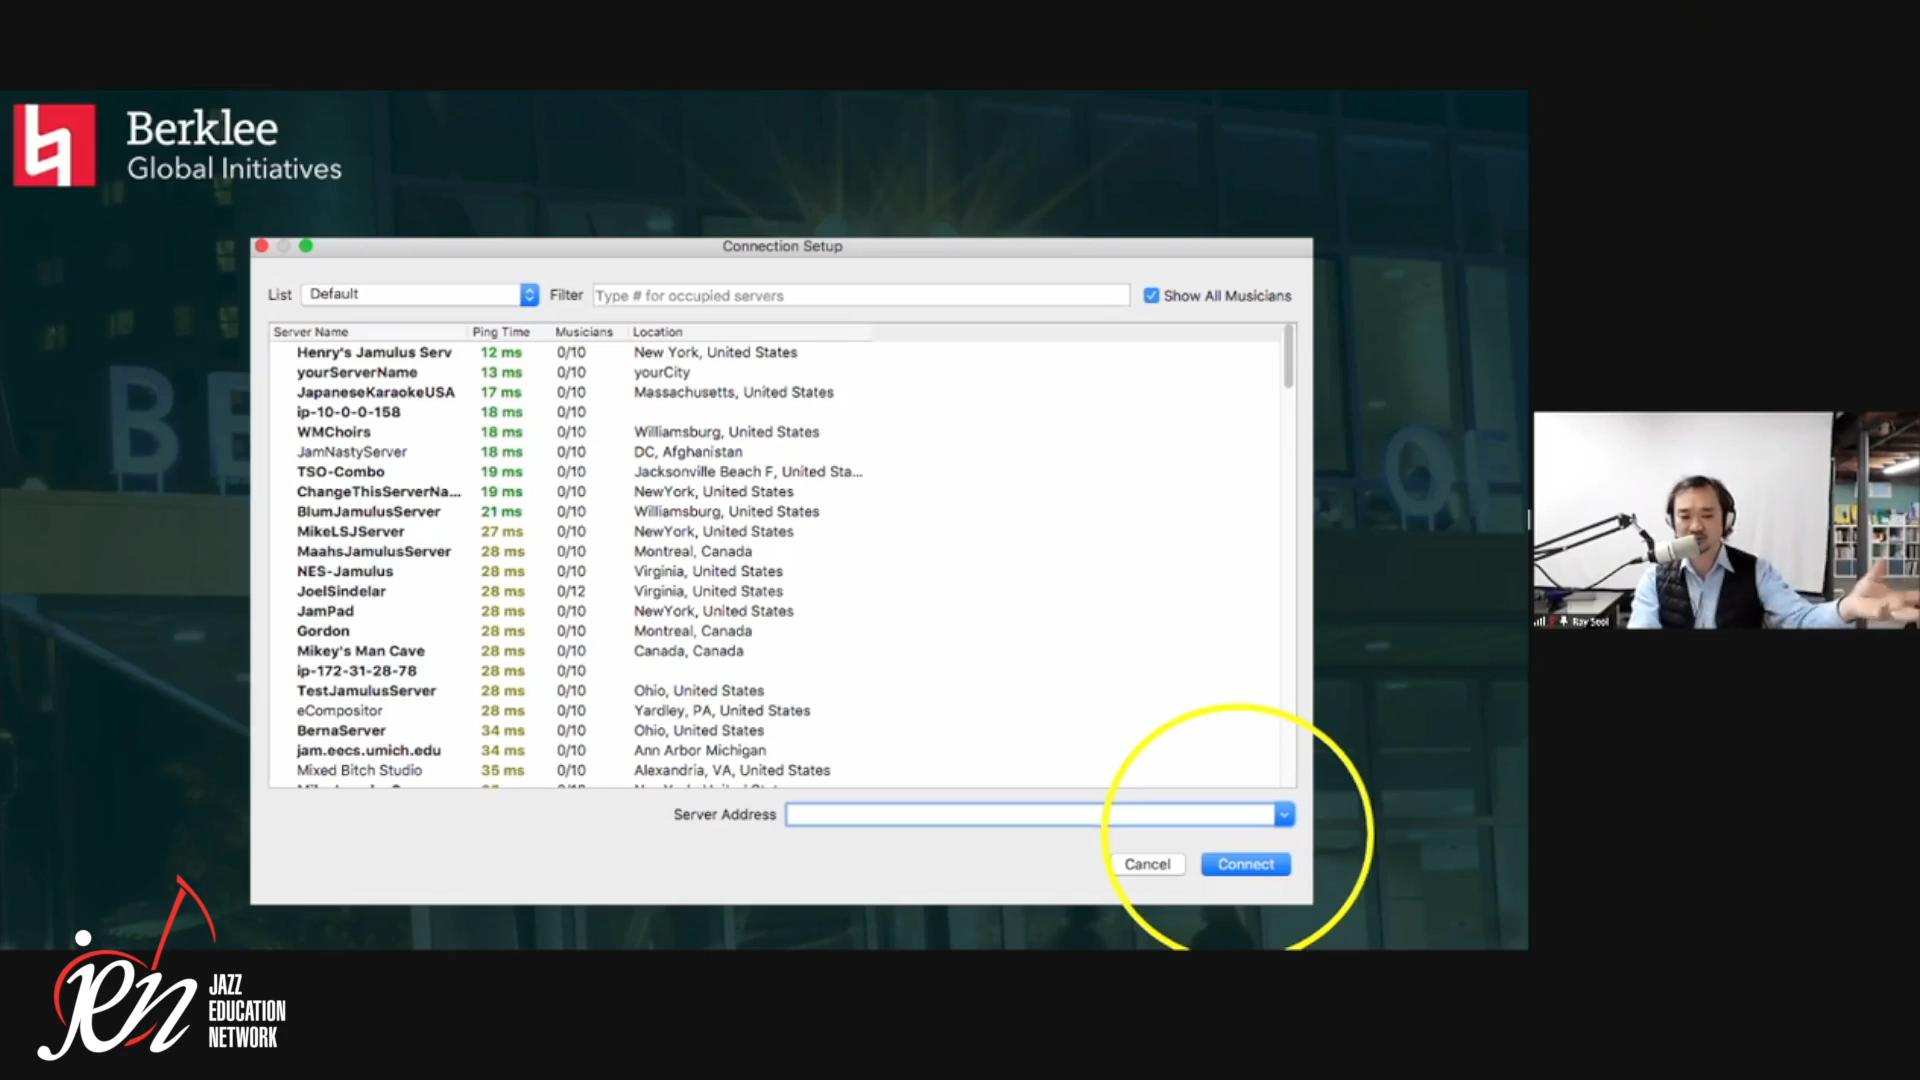 Berklee
Global Initiatives
Connection Setup
List Default Filter Type # for occupied servers Show All Musicians
Server Name Ping Time Musicians Location
Henry's Jamulus Serv 12 ms 0/10 New York, United States
yourServerName 13 ms 0/10 yourCity
JapaneseKaraokeUSA 17 ms 0/10 Massachusetts, United States
ip-10-0-0-158 18 ms 0/10
WMChoirs 18 ms 0/10 Williamsburg, United States
JamNastyServer 18 ms 0/10 DC, Afghanistan
TSO-Combo 19 ms 0/10 Jacksonville Beach F, United Sta...
ChangeThisServerNa... 19 ms 0/10 NewYork, United States
BlumJamulusServer 21 ms 0/10 Williamsburg, United States
MikeLSJServer 27 ms 0/10 NewYork, United States
MaahsJamulusServer 28 ms 0/10 Montreal, Canada
NES-Jamulus 28 ms 0/10 Virginia, United States
JoelSindelar 28 ms 0/12 Virginia, United States
JamPad 28 ms 0/10 NewYork, United States
Gordon 28 ms 0/10 Montreal, Canada
Mikey's Man Cave 28 ms 0/10 Canada, Canada
ip-172-31-28-78 28 ms 0/10
TestJamulusServer 28 ms 0/10 Ohio, United States
eCompositor 28 ms 0/10 Yardley, PA, United States
BernaServer 34 ms 0/10 Ohio, United States
jam.eecs.umich.edu 34 ms 0/10 Ann Arbor Michigan
Mixed Bitch Studio 35 ms 0/10 Alexandria, VA, United States
Server Address
Cancel Connect
BE
OF
Ray Seol
jen
JAZZ
EDUCATION
NETWORK